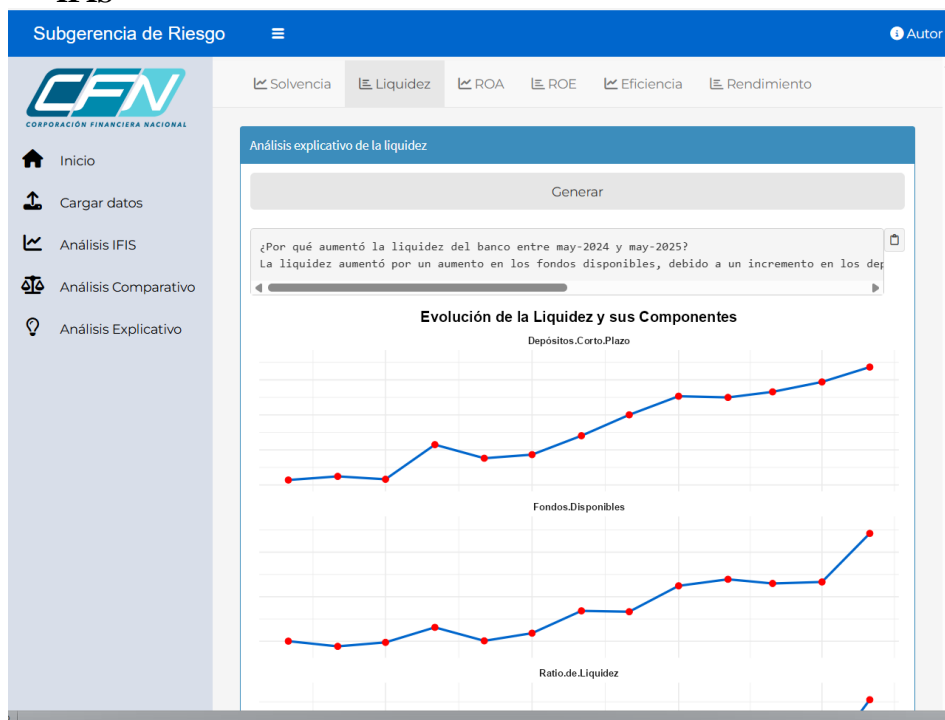 Subgerencia de Riesgo
Autor
CFN
CORPORACIÓN FINANCIERA NACIONAL
Inicio
Cargar datos
Análisis IFIS
Análisis Comparativo
Análisis Explicativo
Solvencia Liquidez ROA ROE Eficiencia Rendimiento
Análisis explicativo de la liquidez
Generar
¿Por qué aumentó la liquidez del banco entre may-2024 y may-2025?
La liquidez aumentó por un aumento en los fondos disponibles, debido a un incremento en los dep
Evolución de la Liquidez y sus Componentes
Depósitos.Corto.Plazo
Fondos.Disponibles
Ratio.de.Liquidez